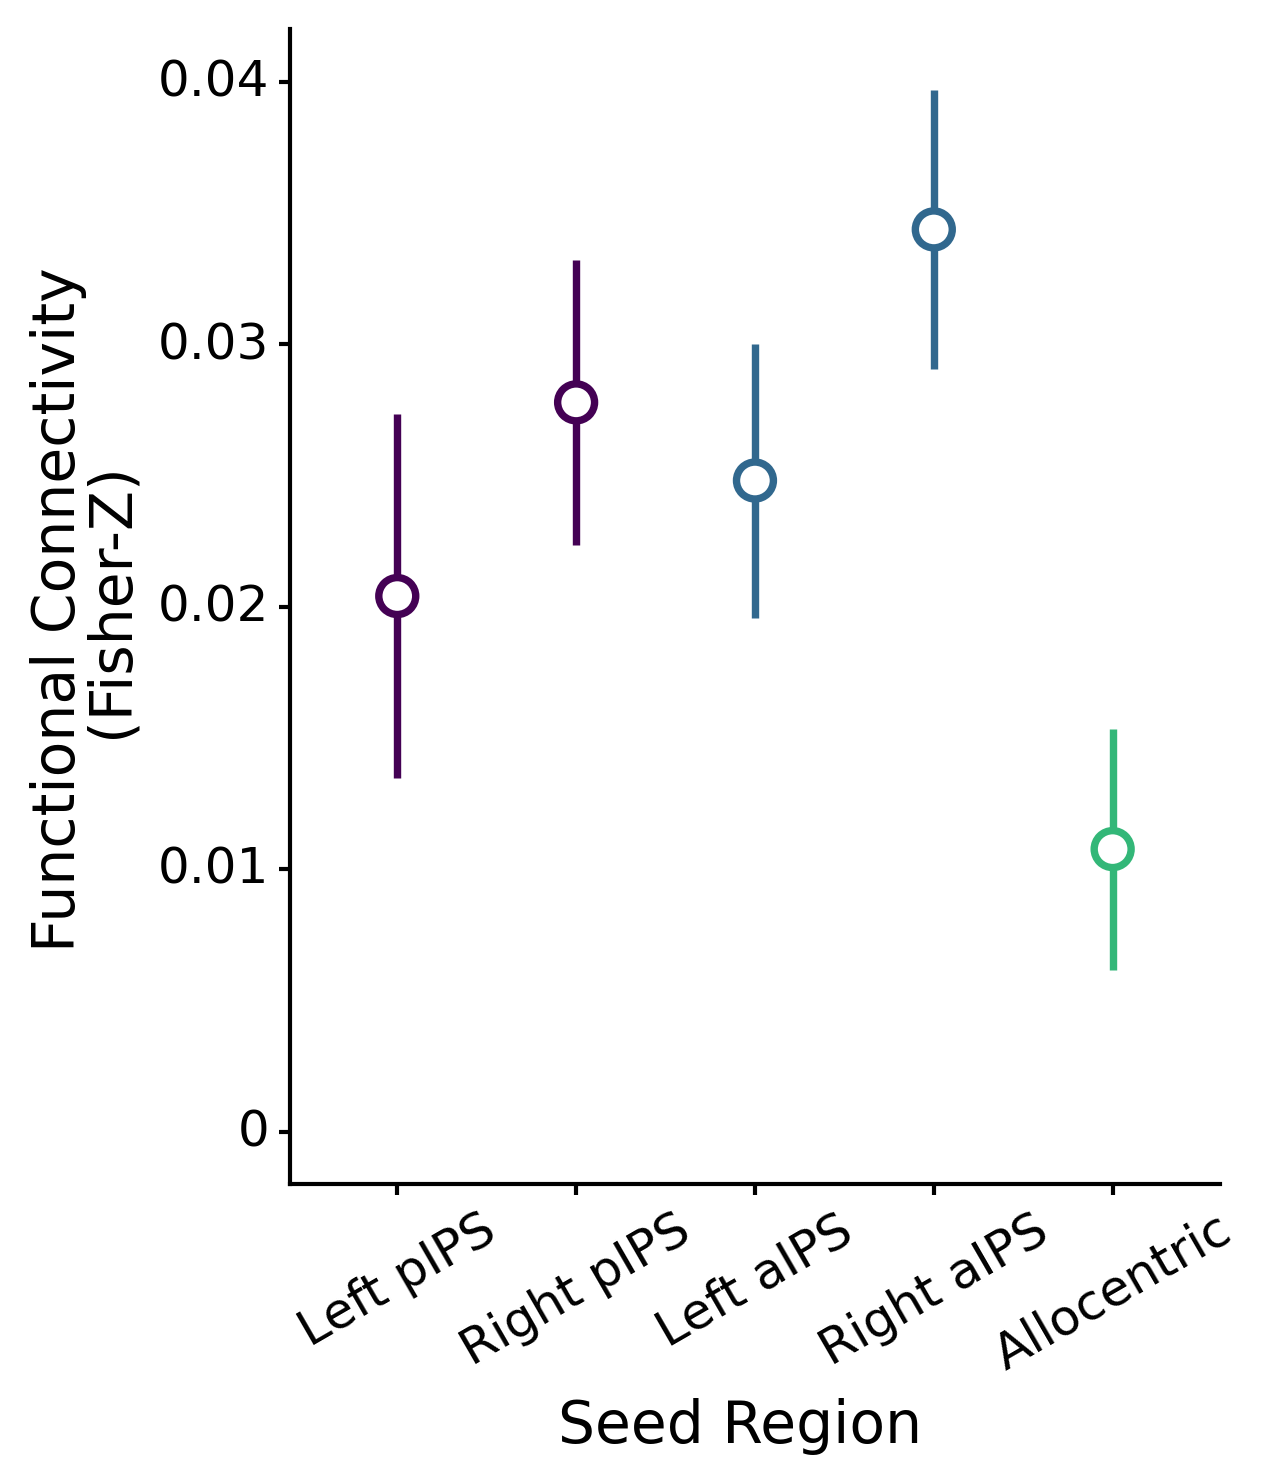 Functional Connectivity
(Fisher-Z)
0.04
0.03
0.02
0.01
0
Left pIPS
Right pIPS
Left aIPS
Right aIPS
Allocentric
Seed Region